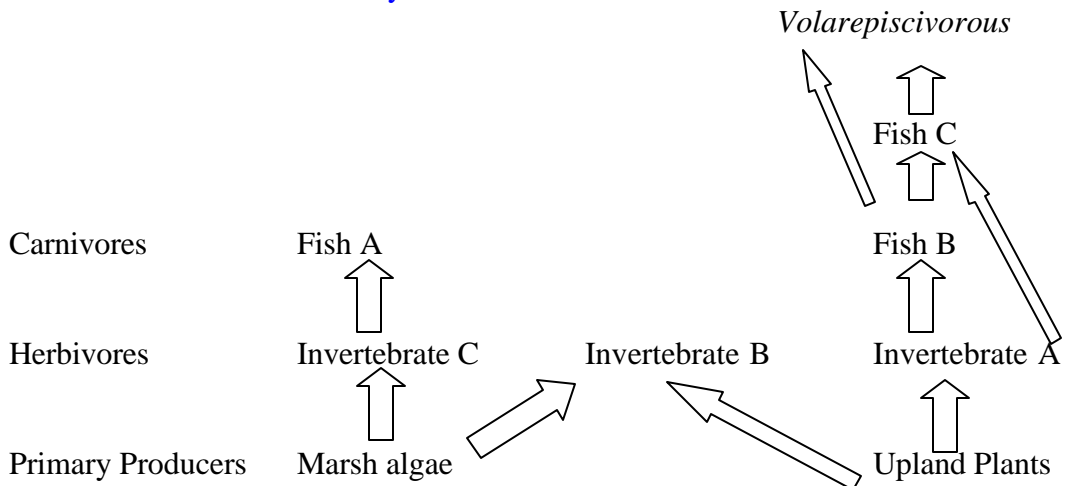 Volarepiscivorous
Fish C
Carnivores Fish A Fish B
Herbivores Invertebrate C Invertebrate B Invertebrate A
Primary Producers Marsh algae Upland Plants